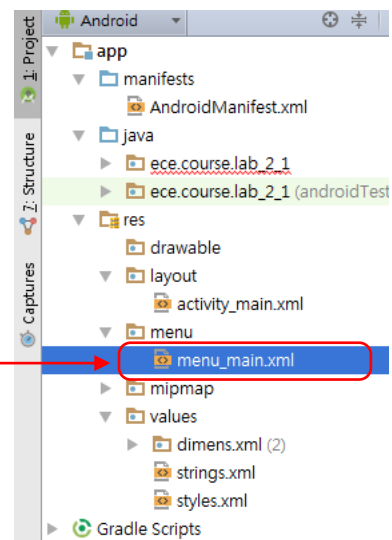 Android
1: Project
7: Structure
Captures
app
manifests
AndroidManifest.xml
java
ece.course.lab_2_1
ece.course.lab_2_1 (androidTest
res
drawable
layout
activity_main.xml
menu
menu_main.xml
mipmap
values
dimens.xml (2)
strings.xml
styles.xml
Gradle Scripts